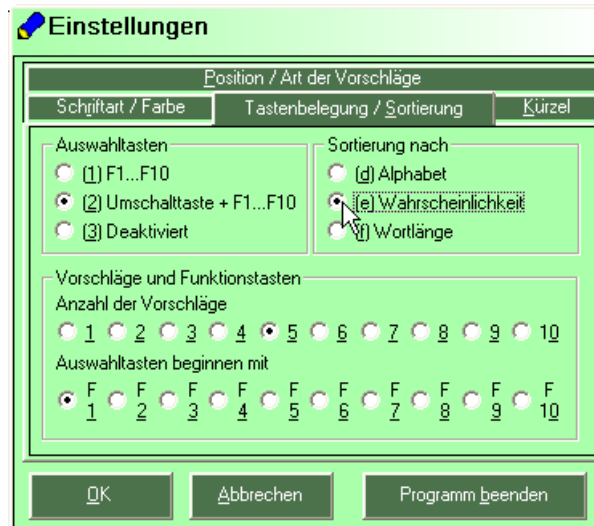 Einstellungen
Position / Art der Vorschläge
Schriftart / Farbe Tastenbelegung / Sortierung Kürzel
Auswahltasten Sortierung nach
(1) F1...F10 (d) Alphabet
(2) Umschalttaste + F1...F10 (e) Wahrscheinlichkeit
(3) Deaktiviert (f) Wortlänge
Vorschläge und Funktionstasten
Anzahl der Vorschläge
1 2 3 4 5 6 7 8 9 10
Auswahltasten beginnen mit
F F F F F F F F F F
1 2 3 4 5 6 7 8 9 10
OK Abbrechen Programm beenden